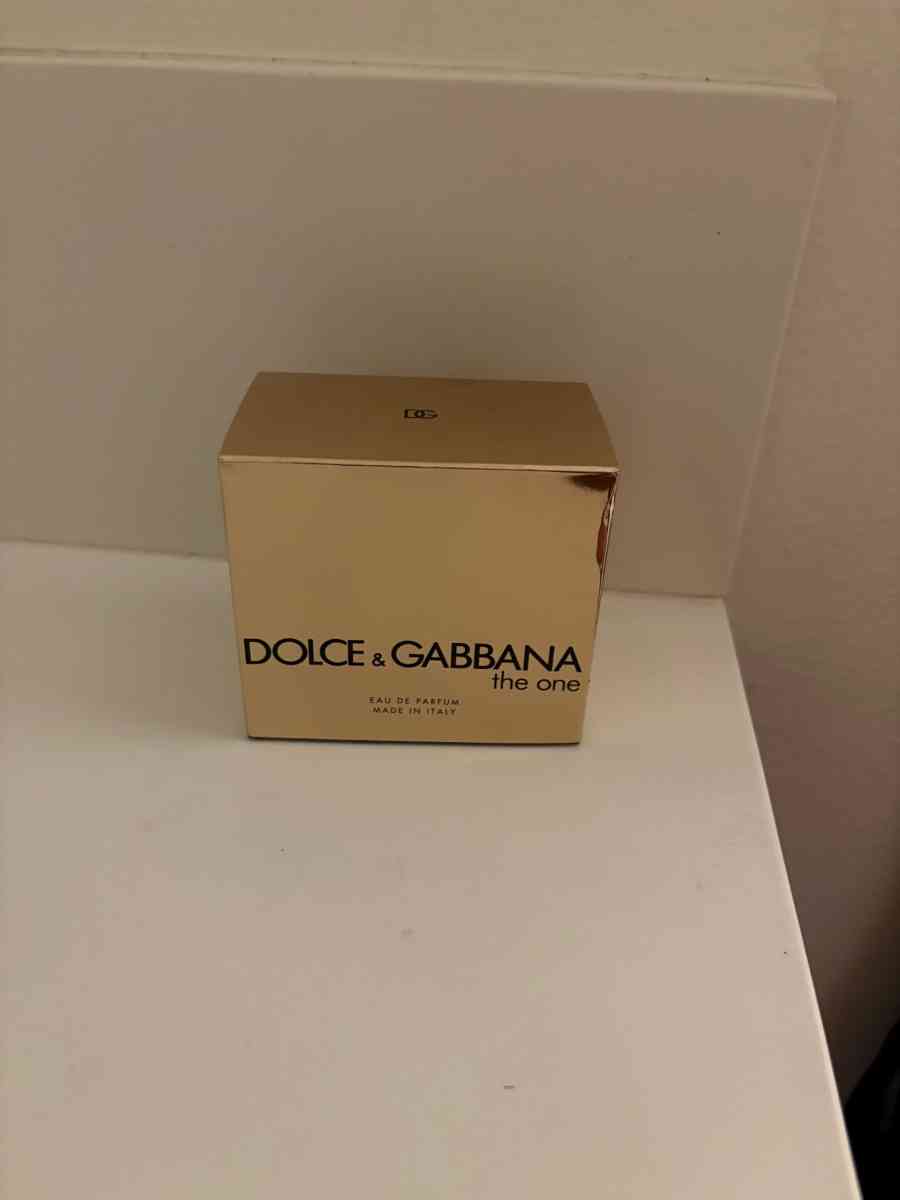 DG
DOLCE & GABBANA
the one
EAU DE PARFUM
MADE IN ITALY